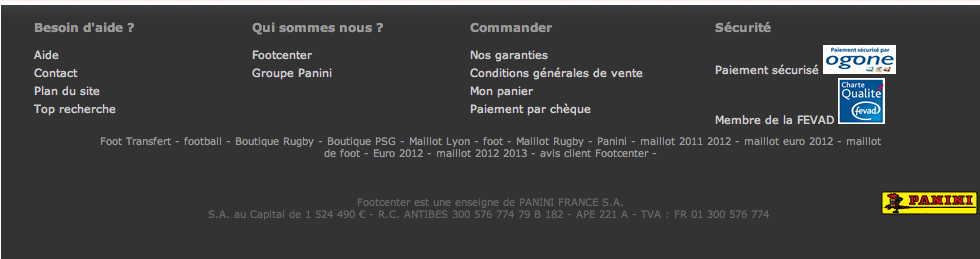 Besoin d'aide ?
Aide
Contact
Plan du site
Top recherche
Qui sommes nous ?
Footcenter
Groupe Panini
Commander
Nos garanties
Conditions générales de vente
Mon panier
Paiement par chèque
Sécurité
Paiement sécurisé
Paiement sécurisé par
ogone
Membre de la FEVAD
Charte
Qualité
fevad
Foot Transfert - football - Boutique Rugby - Boutique PSG - Maillot Lyon - foot - Maillot Rugby - Panini - maillot 2011 2012 - maillot euro 2012 - maillot
de foot - Euro 2012 - maillot 2012 2013 - avis client Footcenter -
Footcenter est une enseigne de PANINI FRANCE S.A.
S.A. au Capital de 1 524 490 € - R.C. ANTIBES 300 576 774 79 B 182 - APE 221 A - TVA : FR 01 300 576 774
PANINI